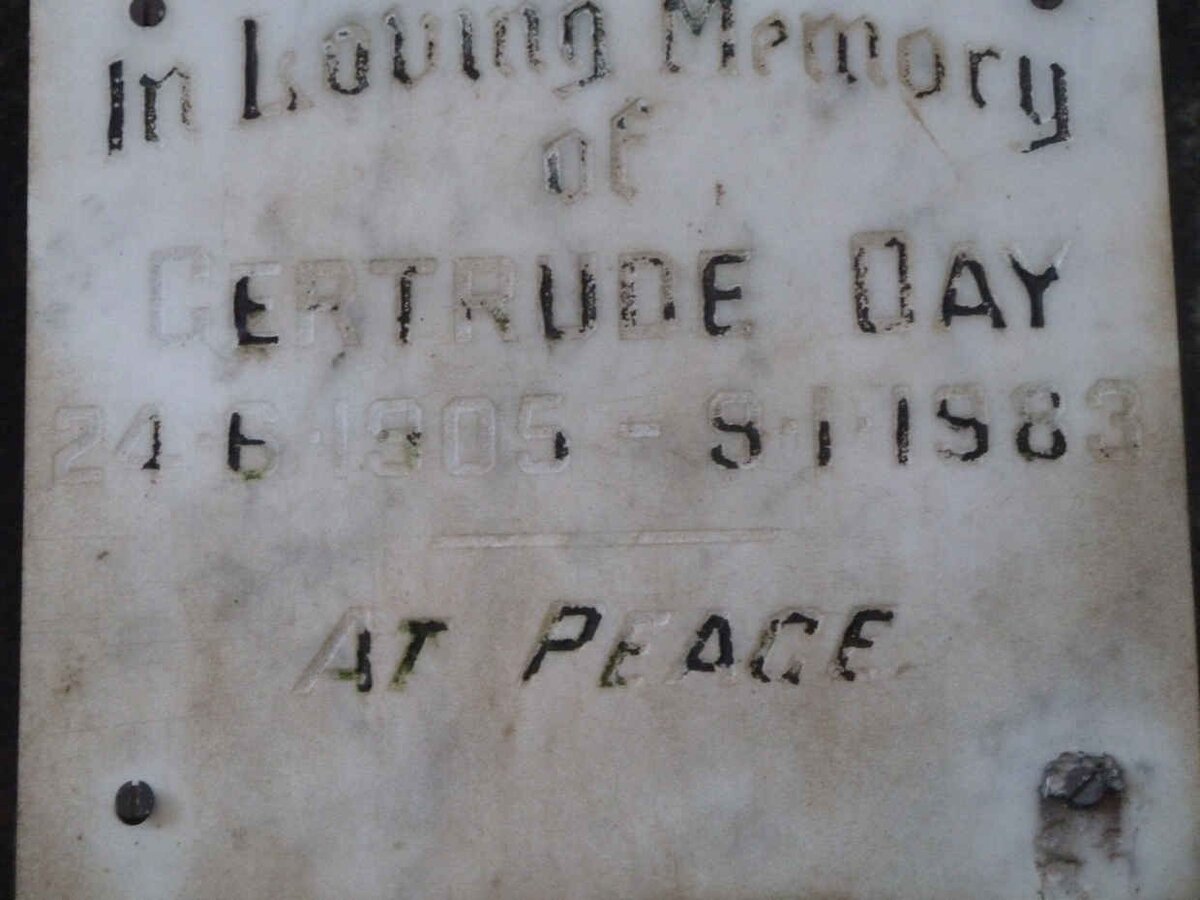 In Loving Memory
of
GERTRUDE DAY
24·6·1905 - 9·1·1983
AT PEACE